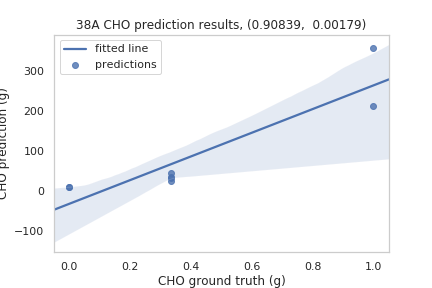 38A CHO prediction results, (0.90839, 0.00179)
fitted line
predictions
CHO prediction (g)
300
200
100
0
−100
0.0 0.2 0.4 0.6 0.8 1.0
CHO ground truth (g)